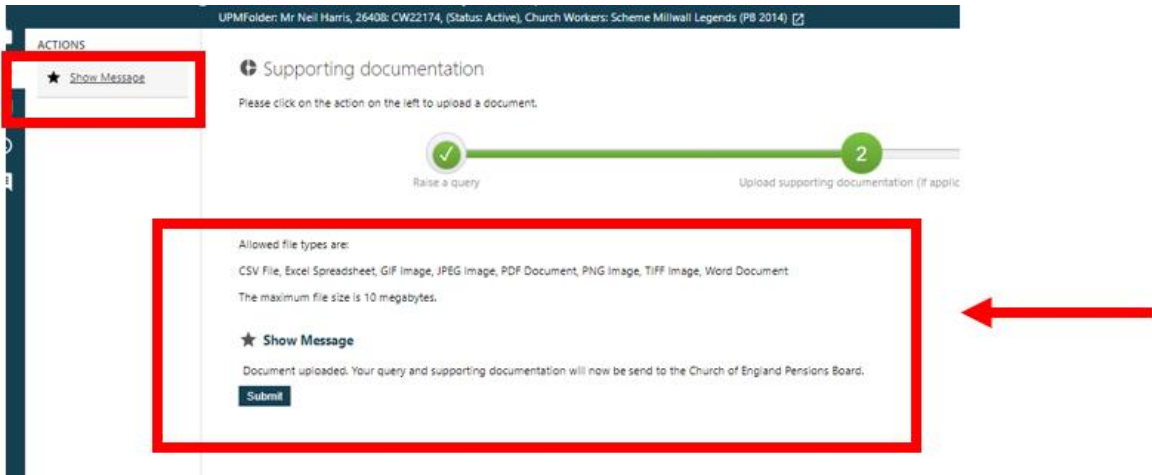 UPMFolder: Mr Neil Harris, 26408: CW22174, (Status: Active), Church Workers: Scheme Millwall Legends (PB 2014)
ACTIONS
Show Message
Supporting documentation
Please click on the action on the left to upload a document.
2
Raise a query
Upload supporting documentation (if applic
Allowed file types are:
CSV File, Excel Spreadsheet, GIF Image, JPEG Image, PDF Document, PNG Image, TIFF Image, Word Document
The maximum file size is 10 megabytes.
Show Message
Document uploaded. Your query and supporting documentation will now be send to the Church of England Pensions Board.
Submit